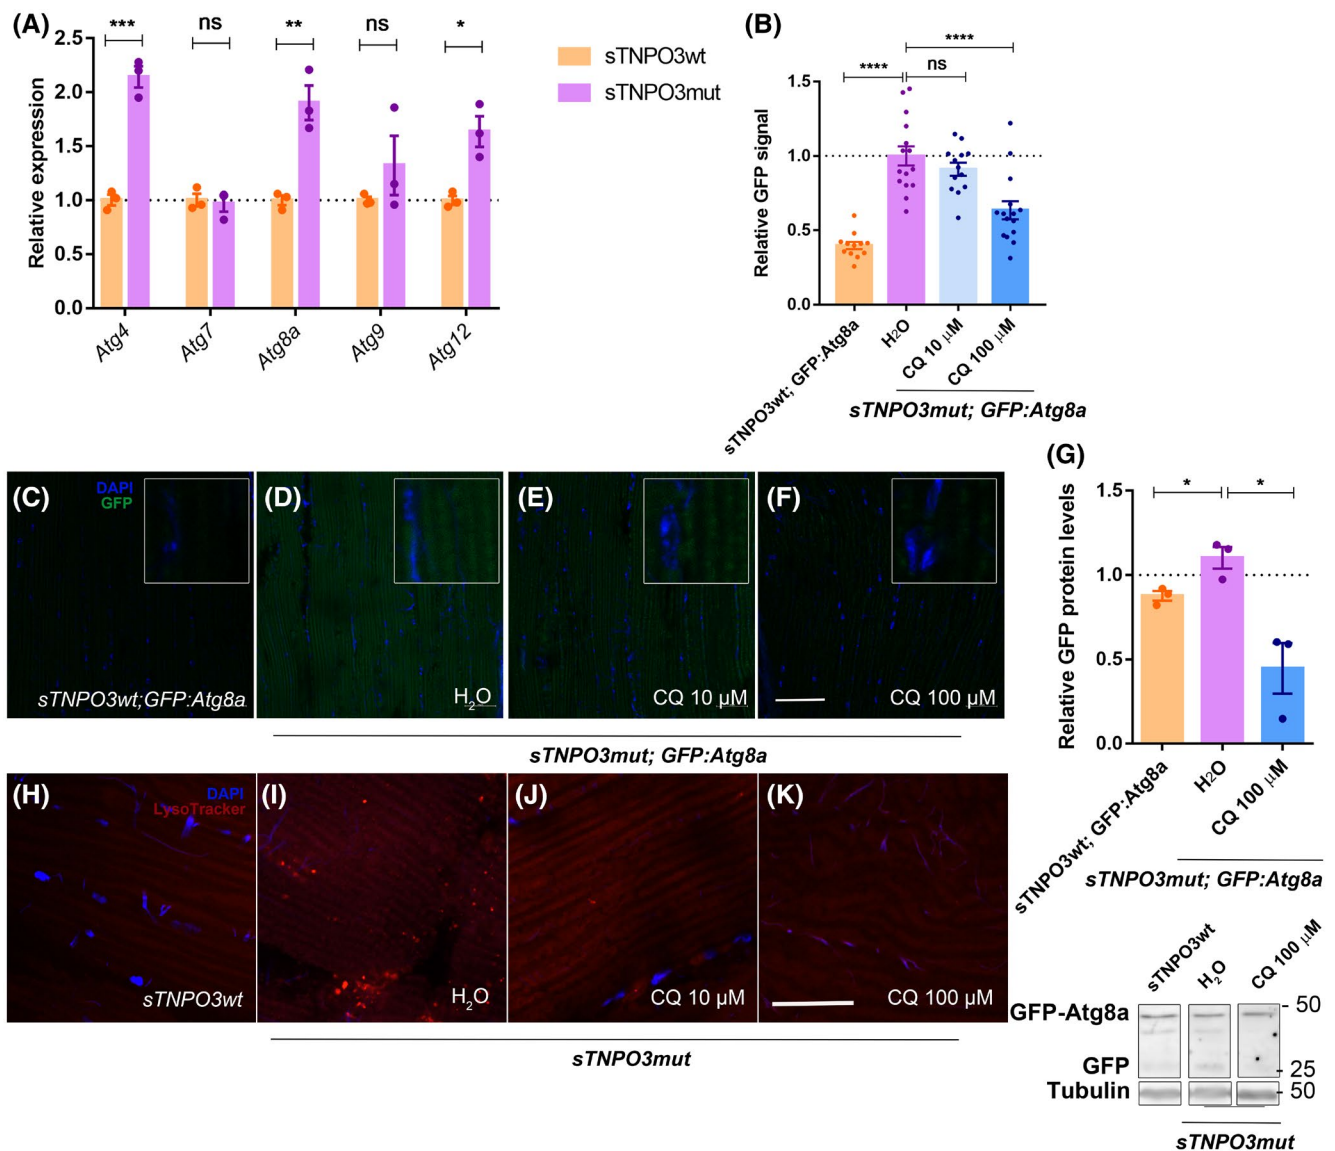 (A)
*** ns ** ns *
2.5
2.0
1.5
1.0
0.5
0.0
Relative expression
Atg4 Atg7 Atg8a Atg9 Atg12
sTNPO3wt
sTNPO3mut
(B)
****
**** ns
1.5
1.0
0.5
0.0
Relative GFP signal
sTNPO3wt; GFP:Atg8a
H2O
CQ 10 µM
CQ 100 µM
sTNPO3mut; GFP:Atg8a
(C)
DAPI
GFP
sTNPO3wt;GFP:Atg8a
(D)
H2O
(E)
CQ 10 µM
(F)
CQ 100 µM
sTNPO3mut; GFP:Atg8a
(G)
* *
1.5
1.0
0.5
0.0
Relative GFP protein levels
sTNPO3wt; GFP:Atg8a
H2O
CQ 100 µM
sTNPO3mut; GFP:Atg8a
(H)
DAPI
LysoTracker
sTNPO3wt
(I)
H2O
(J)
CQ 10 µM
(K)
CQ 100 µM
sTNPO3mut
sTNPO3wt
H2O
CQ 100 µM
GFP-Atg8a
50
GFP
25
Tubulin
50
sTNPO3mut